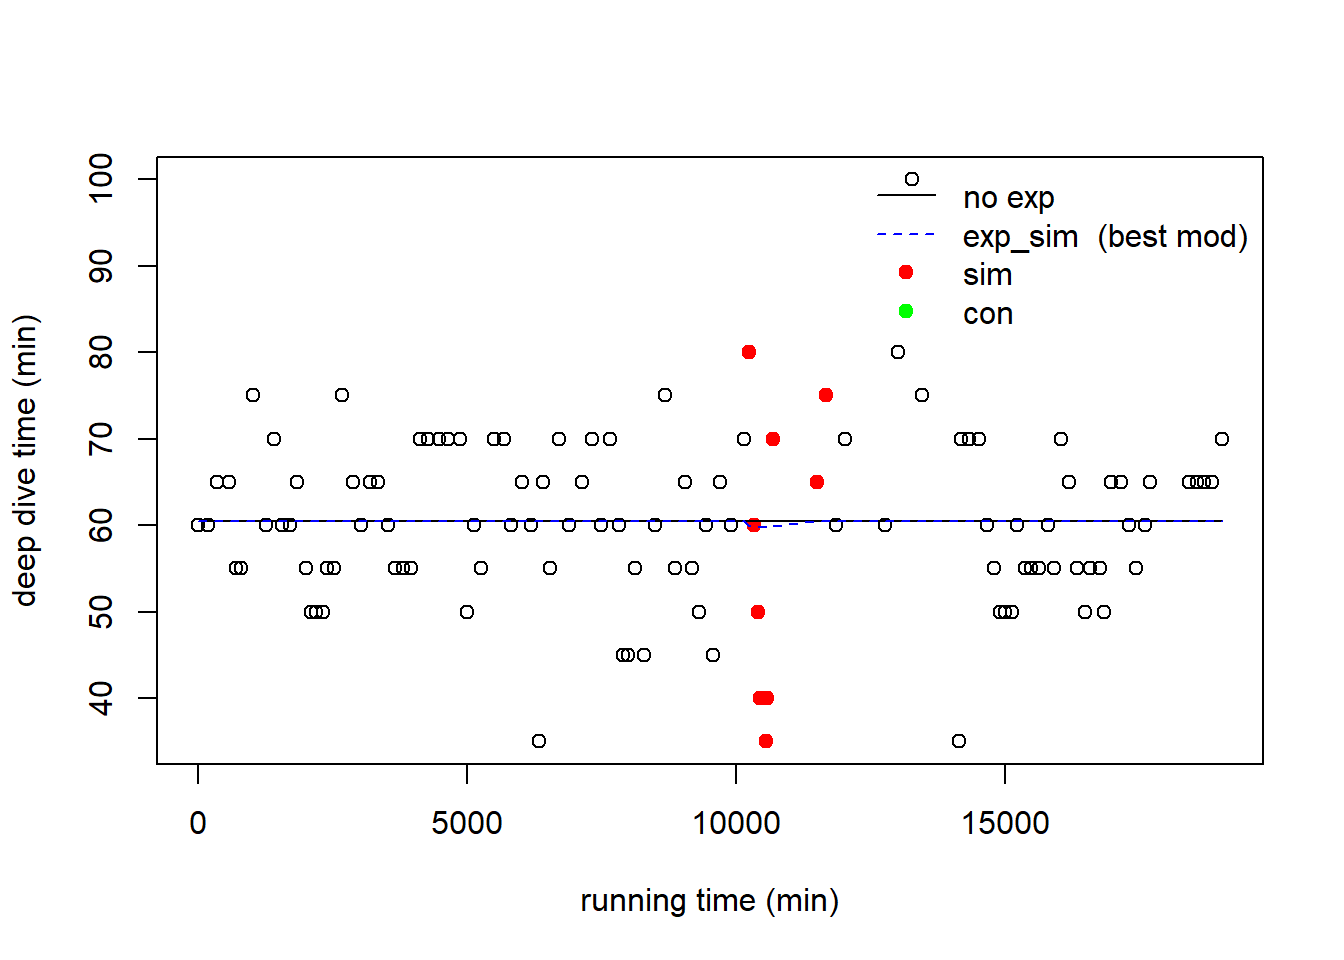 deep dive time (min)
100
90
80
70
60
50
40
no exp
exp_sim (best mod)
sim
con
0 5000 10000 15000
running time (min)